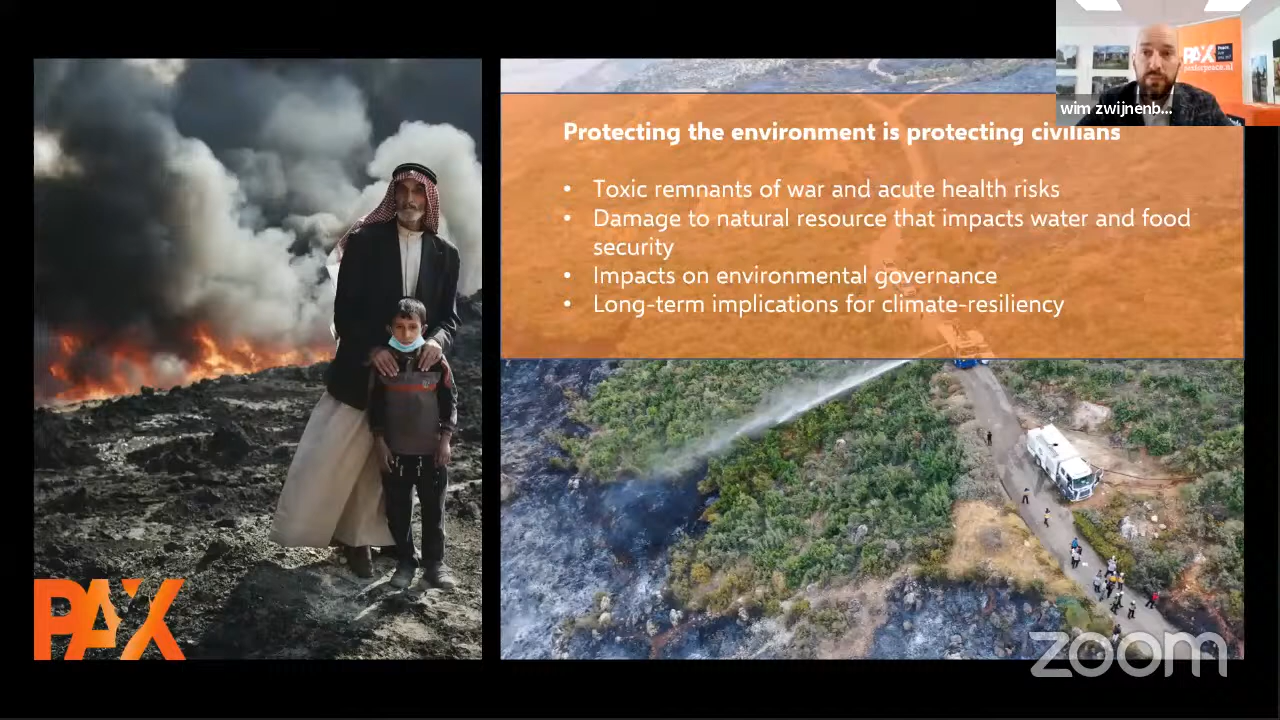 PAX
paxforpeace.nl
wim zwijnenb...
Protecting the environment is protecting civilians
• Toxic remnants of war and acute health risks
• Damage to natural resource that impacts water and food
security
• Impacts on environmental governance
• Long-term implications for climate-resiliency
PAX
zoom